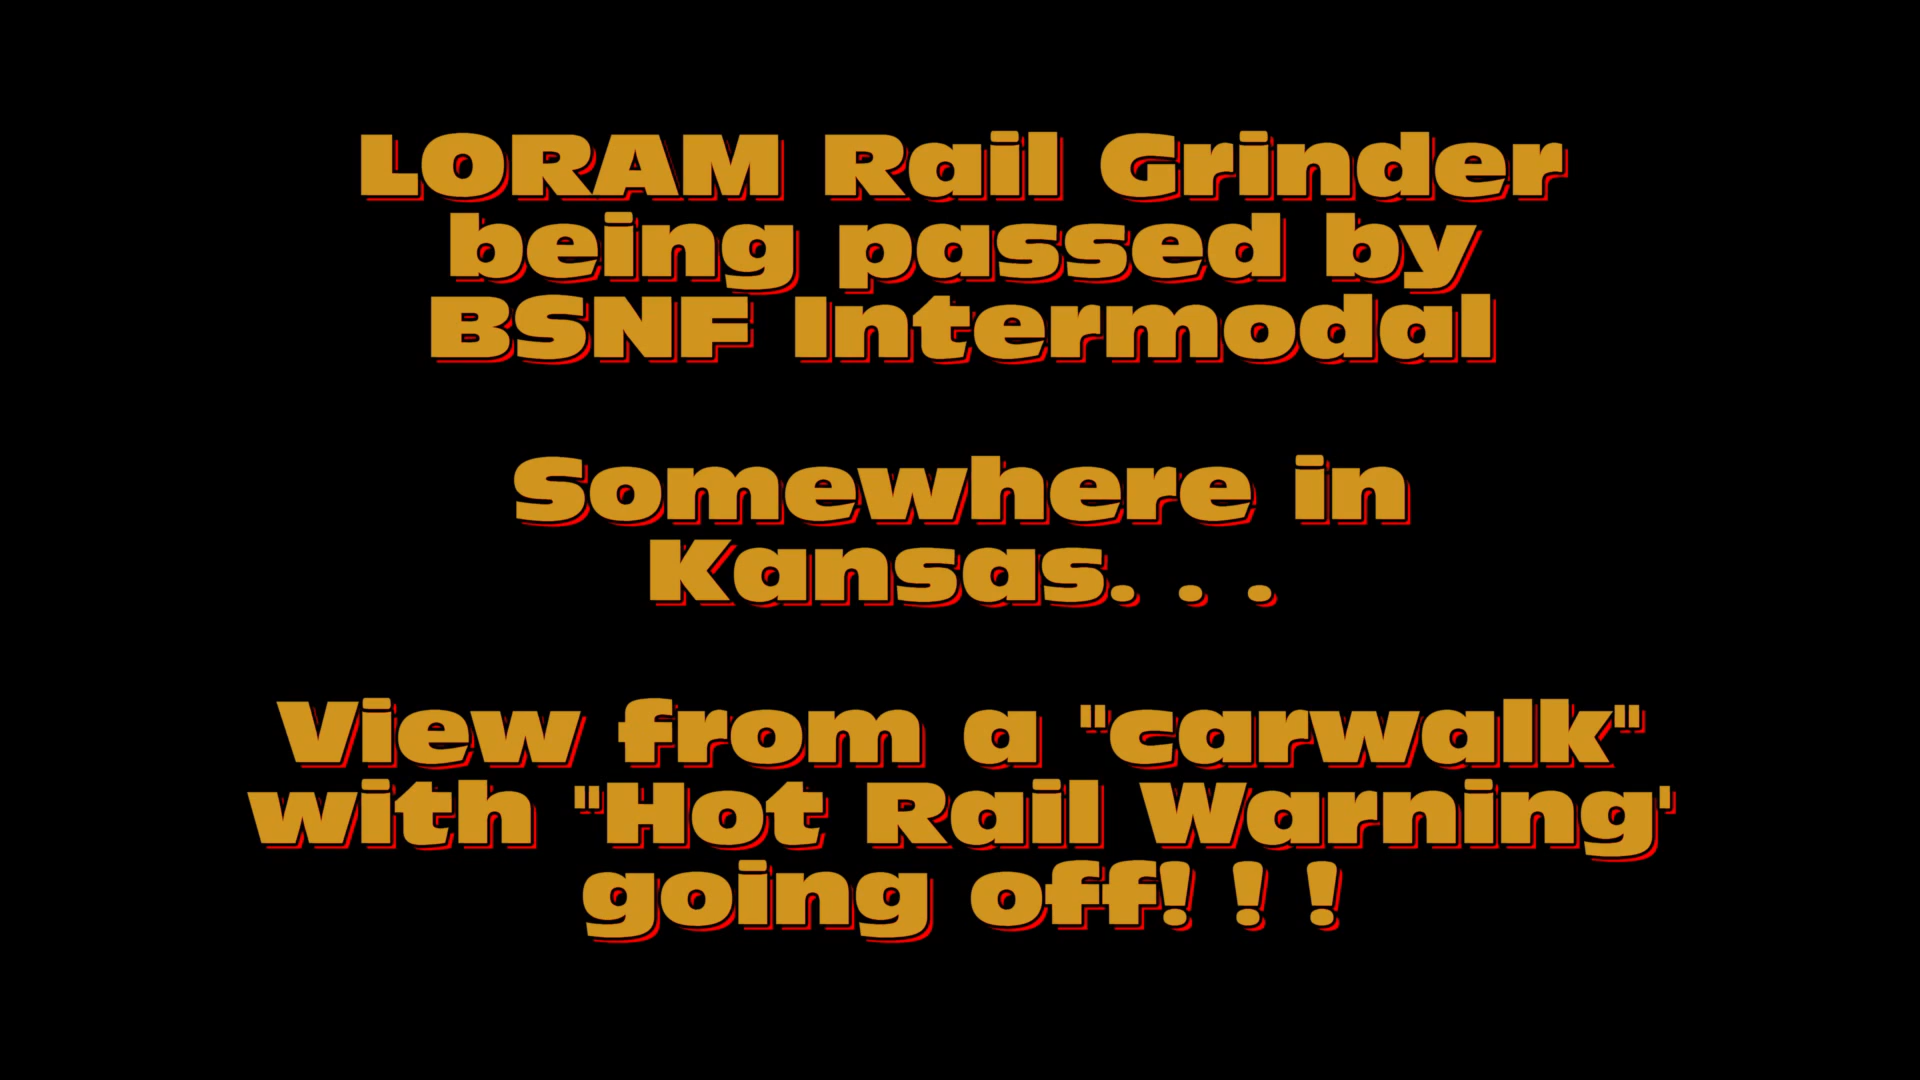 LORAM Rail Grinder
being passed by
BSNF Intermodal
Somewhere in
Kansas. . .
View from a "carwalk"
with "Hot Rail Warning'
going off! ! !